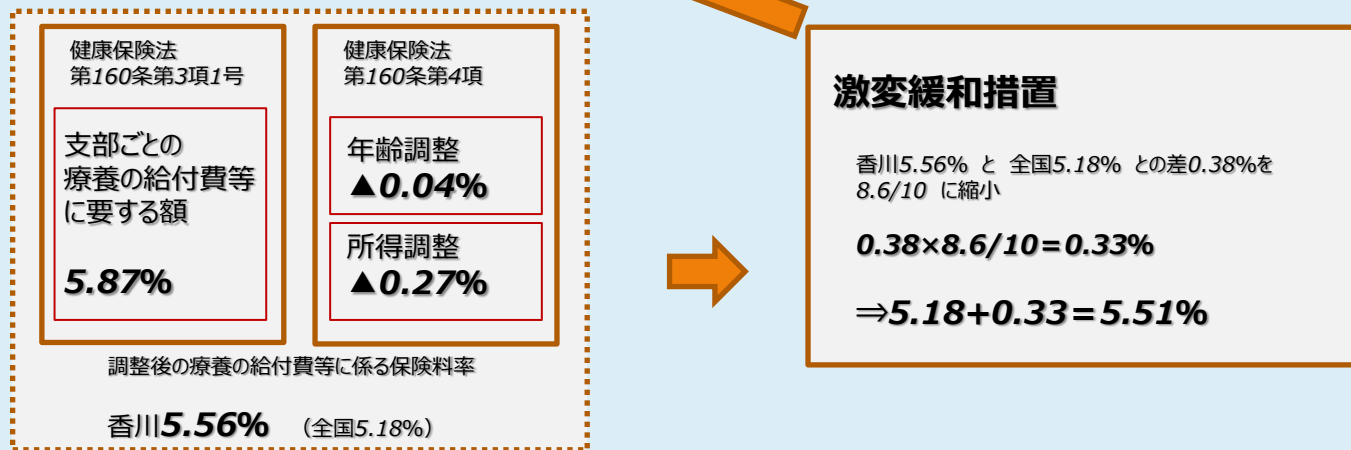 健康保険法
第160条第3項1号
支部ごとの
療養の給付費等
に要する額
5.87%
健康保険法
第160条第4項
年齢調整
▲0.04%
所得調整
▲0.27%
調整後の療養の給付費等に係る保険料率
香川5.56% （全国5.18%）
激変緩和措置
香川5.56% と 全国5.18% との差0.38%を
8.6/10 に縮小
0.38×8.6/10＝0.33%
⇒5.18+0.33＝5.51%